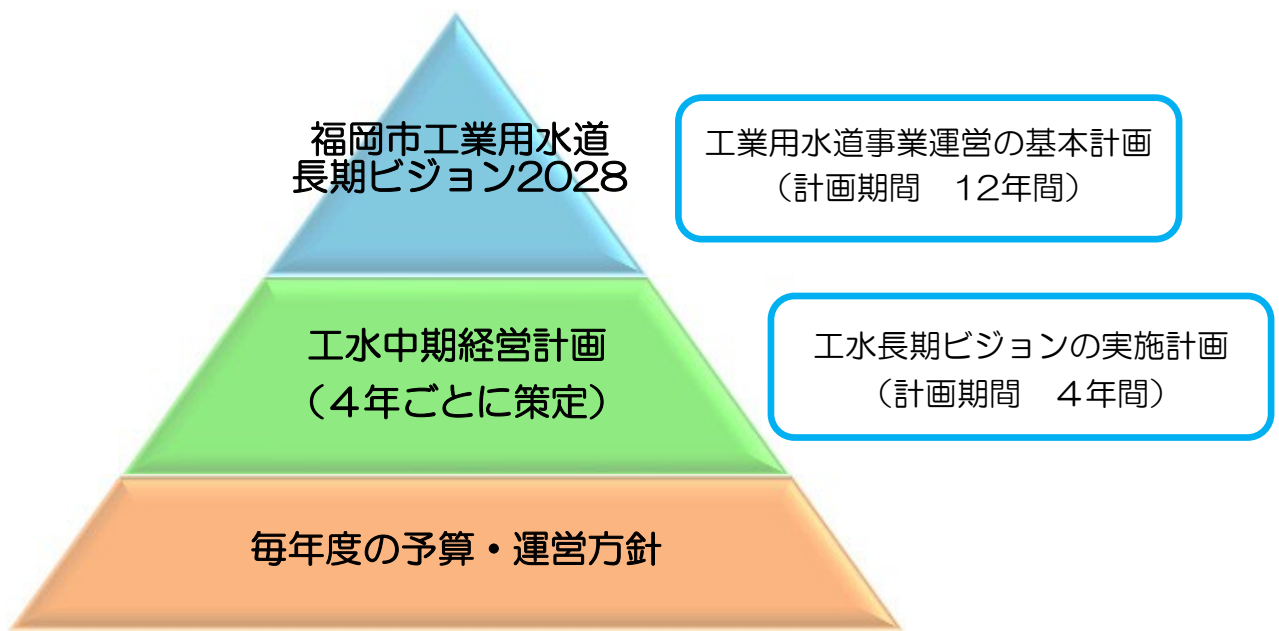 福岡市工業用水道
長期ビジョン2028
工業用水道事業運営の基本計画
（計画期間　12年間）
工水中期経営計画
（４年ごとに策定）
工水長期ビジョンの実施計画
（計画期間　４年間）
毎年度の予算・運営方針